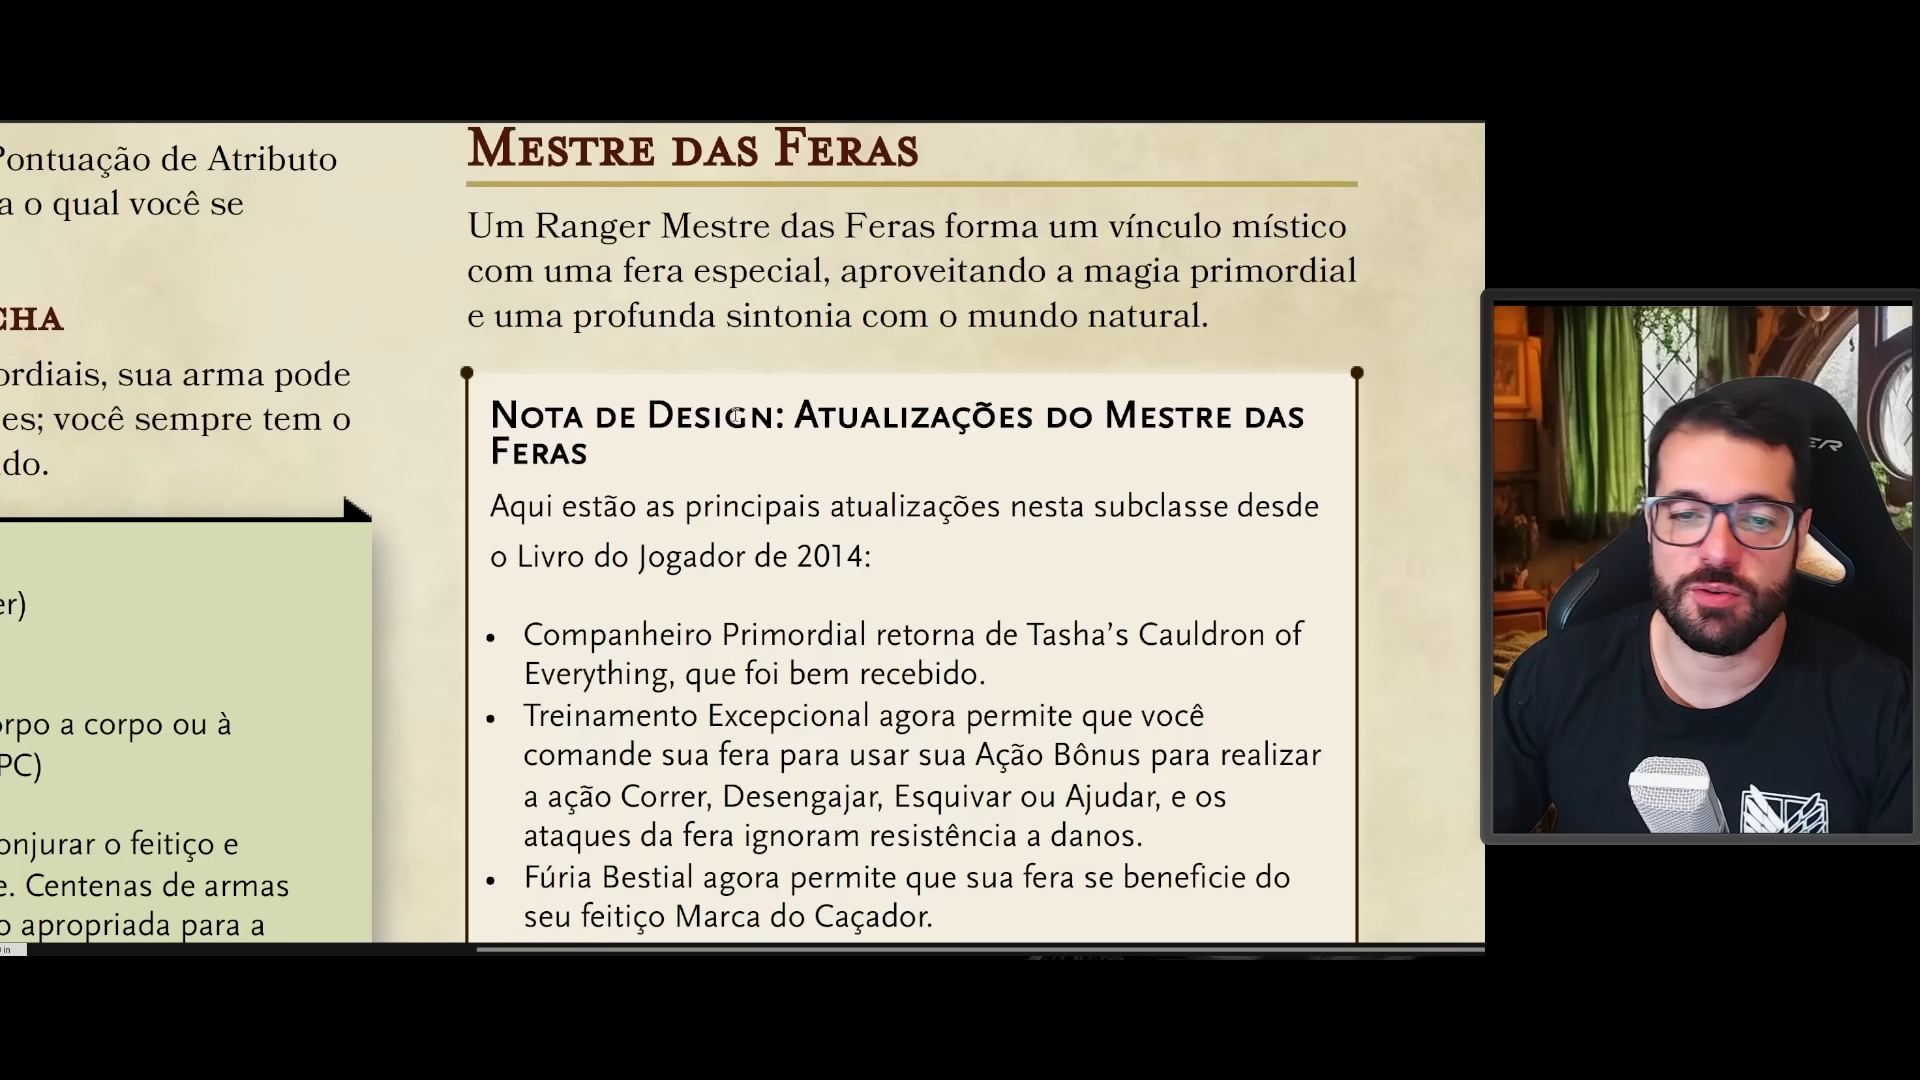 Pontuação de Atributo
a o qual você se
CHA
ordiais, sua arma pode
es; você sempre tem o
do.
er)
orpo a corpo ou à
PC)
onjurar o feitiço e
e. Centenas de armas
o apropriada para a
in
Mestre das Feras
Um Ranger Mestre das Feras forma um vínculo místico
com uma fera especial, aproveitando a magia primordial
e uma profunda sintonia com o mundo natural.
Nota de Design: Atualizações do Mestre das
Feras
Aqui estão as principais atualizações nesta subclasse desde
o Livro do Jogador de 2014:
• Companheiro Primordial retorna de Tasha’s Cauldron of
Everything, que foi bem recebido.
• Treinamento Excepcional agora permite que você
comande sua fera para usar sua Ação Bônus para realizar
a ação Correr, Desengajar, Esquivar ou Ajudar, e os
ataques da fera ignoram resistência a danos.
• Fúria Bestial agora permite que sua fera se beneficie do
seu feitiço Marca do Caçador.
ER